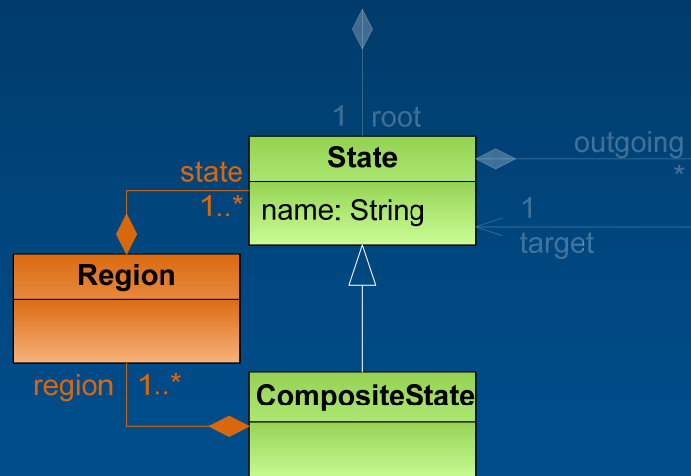 1 root
State
outgoing
*
state
1..*
name: String
1
target
Region
region 1..*
CompositeState